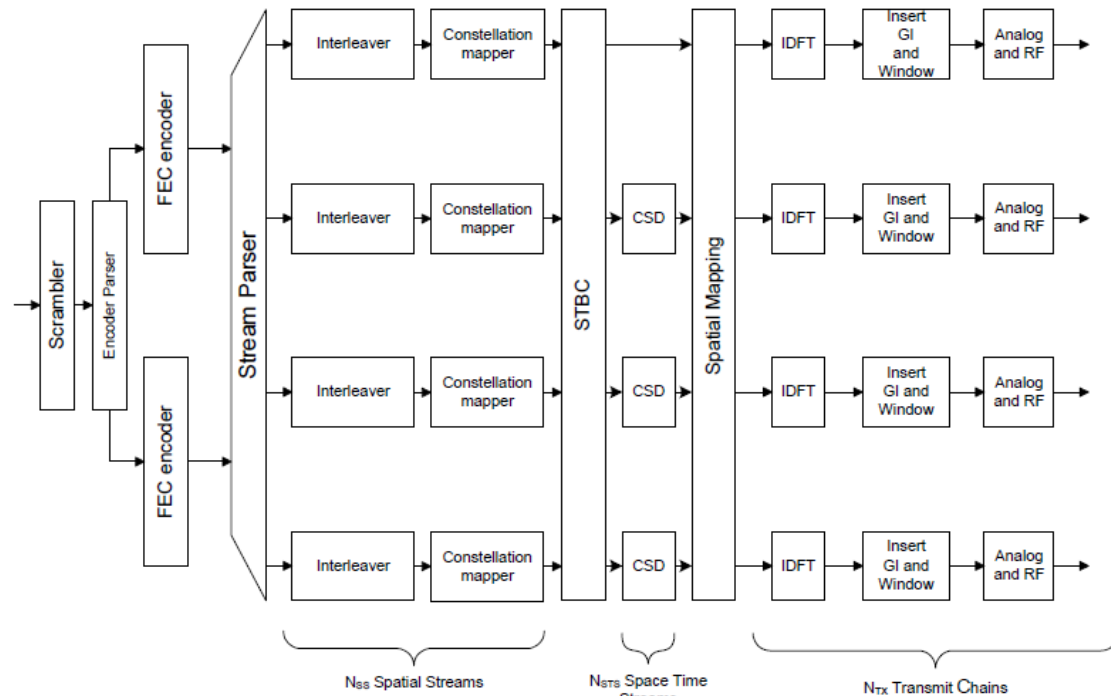 Scrambler
Encoder Parser
FEC encoder
FEC encoder
Stream Parser
Interleaver
Constellation
mapper
STBC
Spatial Mapping
IDFT
Insert
GI
and
Window
Analog
and RF
Interleaver
Constellation
mapper
CSD
IDFT
Insert
GI and
Window
Analog
and RF
Interleaver
Constellation
mapper
CSD
IDFT
Insert
GI and
Window
Analog
and RF
Interleaver
Constellation
mapper
CSD
IDFT
Insert
GI and
Window
Analog
and RF
NSS Spatial Streams
NSTS Space Time
NTX Transmit Chains